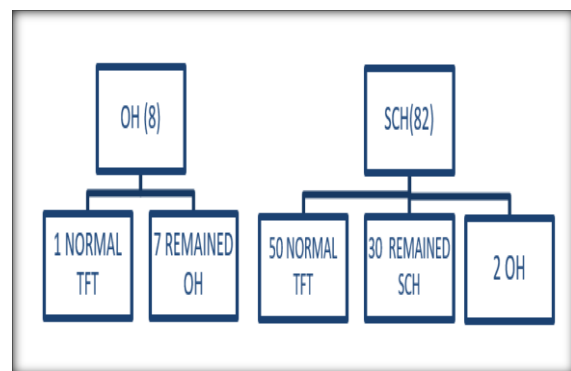 OH (8)
SCH(82)
1 NORMAL
TFT
7 REMAINED
OH
50 NORMAL
TFT
30 REMAINED
SCH
2 OH